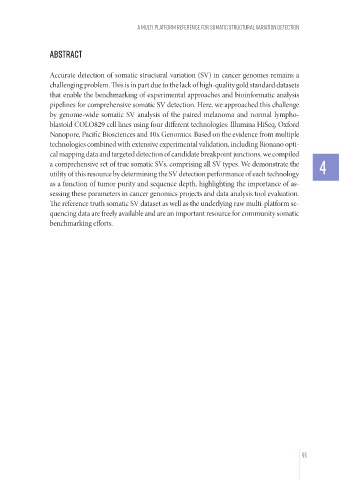 A MULTI PLATFORM REFERENCE FOR SOMATIC STRUCTURAL VARIATION DETECTION
ABSTRACT
Accurate detection of somatic structural variation (SV) in cancer genomes remains a
challenging problem. This is in part due to the lack of high-quality gold standard datasets
that enable the benchmarking of experimental approaches and bioinformatic analysis
pipelines for comprehensive somatic SV detection. Here, we approached this challenge
by genome-wide somatic SV analysis of the paired melanoma and normal lympho-
blastoid COLO829 cell lines using four different technologies: Illumina HiSeq, Oxford
Nanopore, Pacific Biosciences and 10x Genomics. Based on the evidence from multiple
technologies combined with extensive experimental validation, including Bionano opti-
cal mapping data and targeted detection of candidate breakpoint junctions, we compiled
a comprehensive set of true somatic SVs, comprising all SV types. We demonstrate the
utility of this resource by determining the SV detection performance of each technology
as a function of tumor purity and sequence depth, highlighting the importance of as-
sessing these parameters in cancer genomics projects and data analysis tool evaluation.
The reference truth somatic SV dataset as well as the underlying raw multi-platform se-
quencing data are freely available and are an important resource for community somatic
benchmarking efforts.
4
91